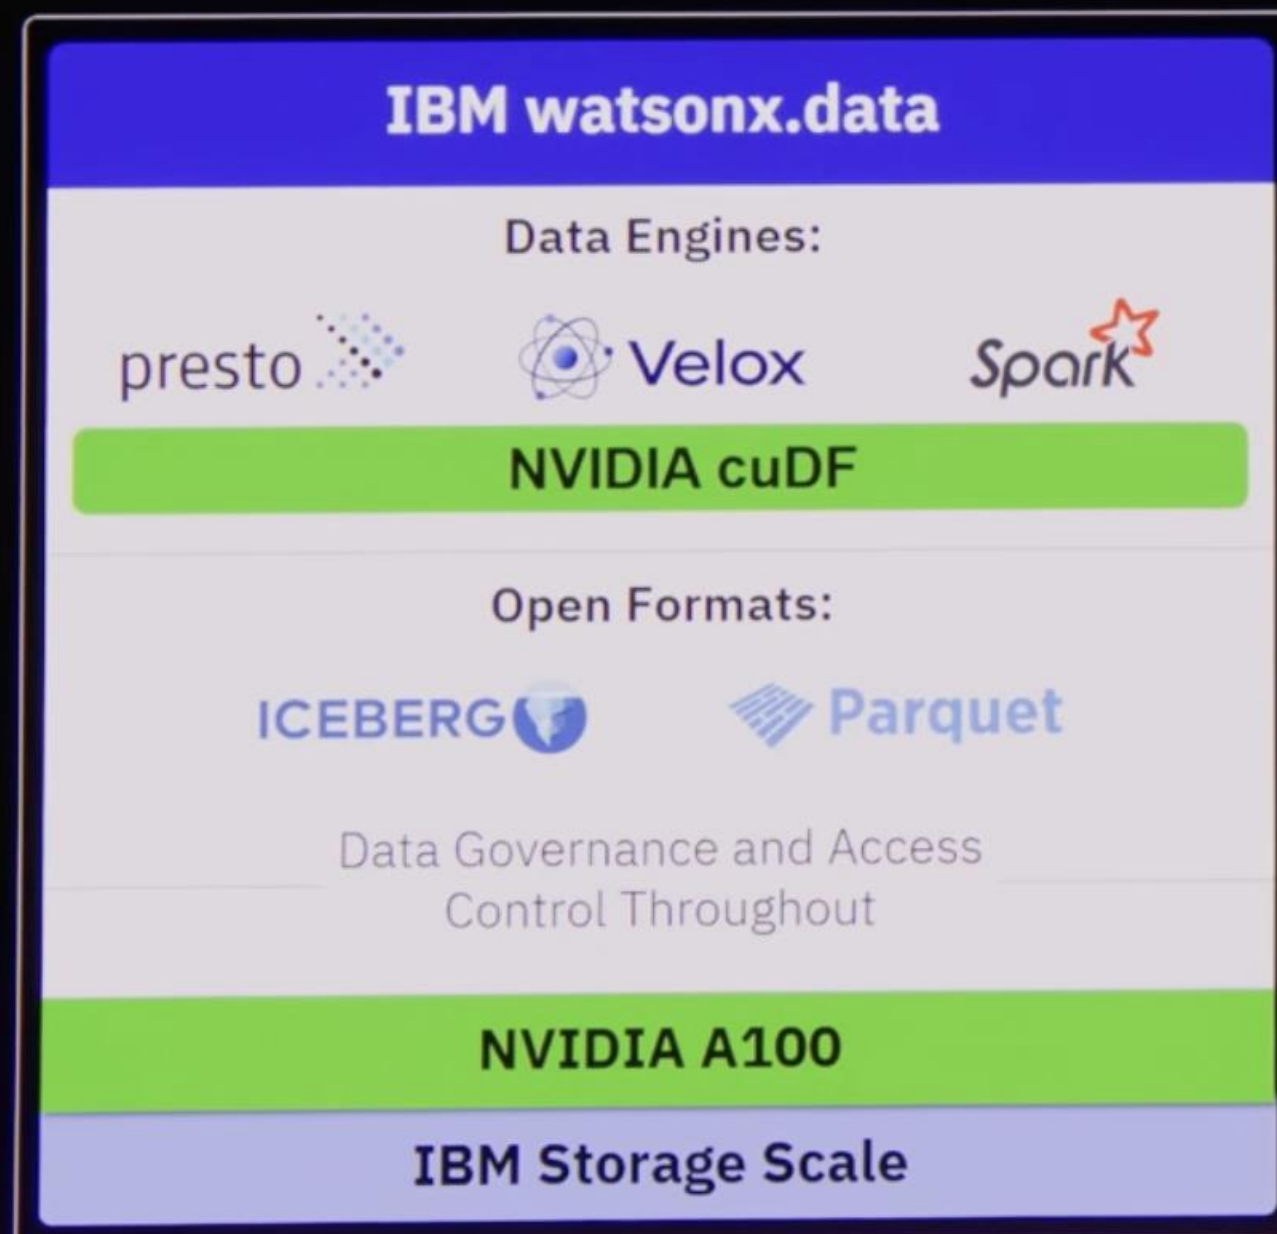 IBM watsonx.data
Data Engines:
presto Velox Spark
NVIDIA cuDF
Open Formats:
ICEBERG Parquet
Data Governance and Access
Control Throughout
NVIDIA A100
IBM Storage Scale